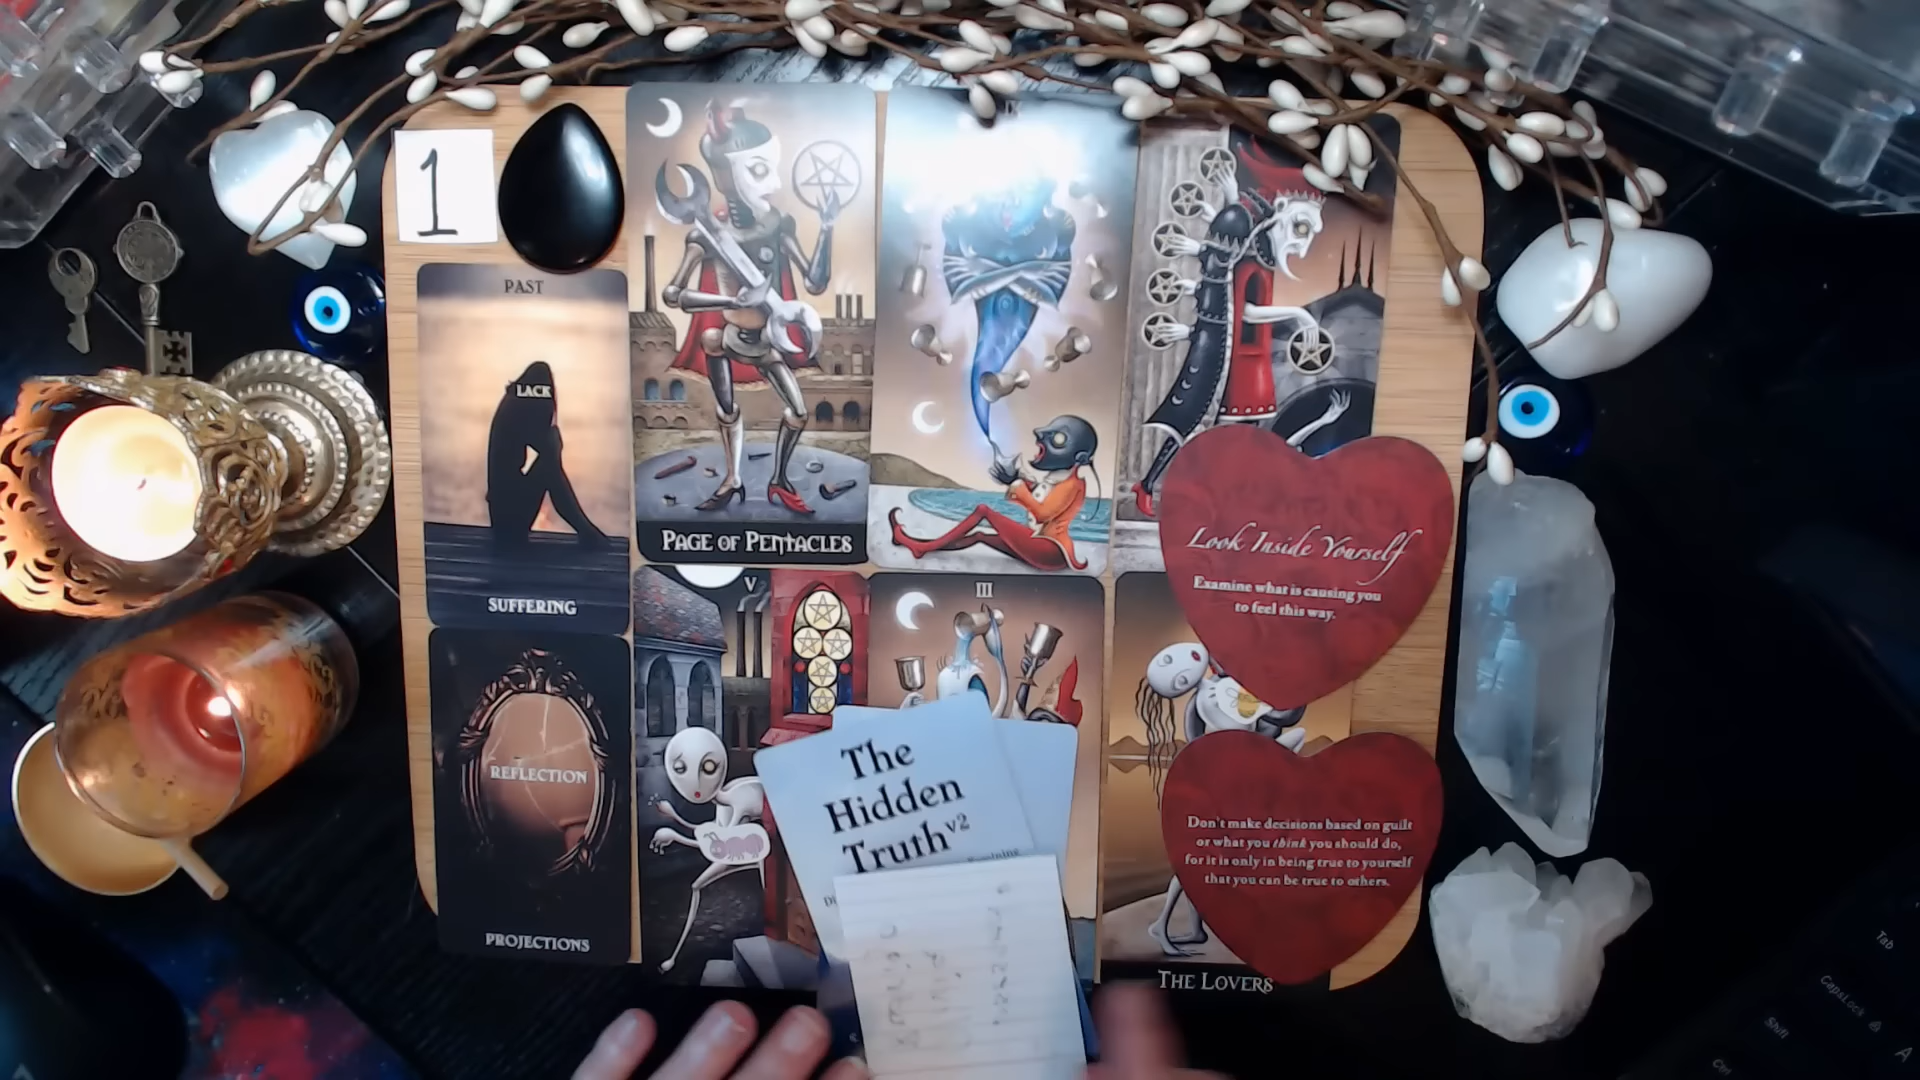 1
PAST
LACK
SUFFERING
REFLECTION
PROJECTIONS
PAGE OF PENTACLES
IX
V
III
The
Hidden
Truth v2
THE LOVERS
Look Inside Yourself
Examine what is causing you
to feel this way.
Don't make decisions based on guilt
or what you think you should do,
for it is only in being true to yourself
that you can be true to others.
Tab
CapsLock
A
Shift
Ctrl